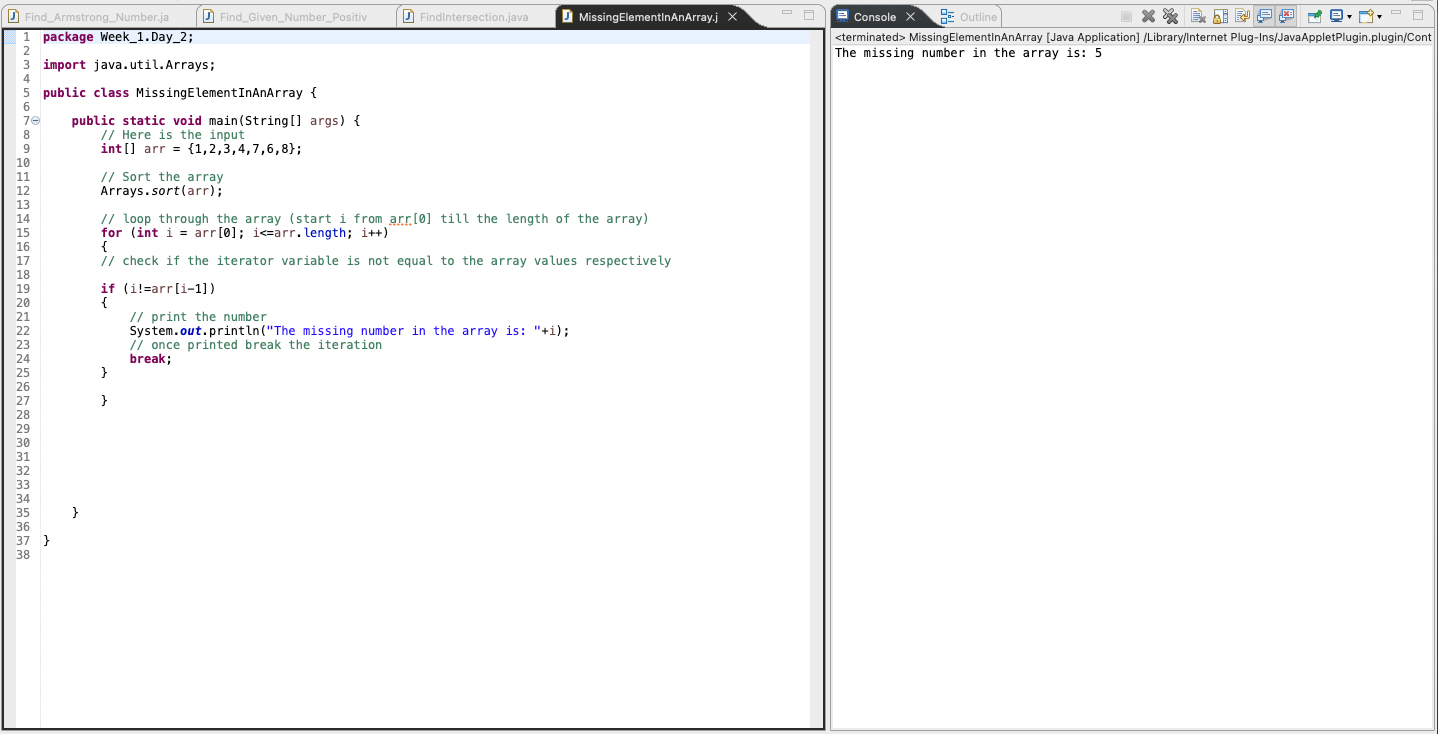 Find_Armstrong_Number.ja
Find_Given_Number_Positiv
FindIntersection.java
MissingElementInAnArray.j
1 package Week_1.Day_2;
2
3 import java.util.Arrays;
4
5 public class MissingElementInAnArray {
6
7 public static void main(String[] args) {
8 // Here is the input
9 int[] arr = {1,2,3,4,7,6,8};
10
11 // Sort the array
12 Arrays.sort(arr);
13
14 // loop through the array (start i from arr[0] till the length of the array)
15 for (int i = arr[0]; i<=arr.length; i++)
16 {
17 // check if the iterator variable is not equal to the array values respectively
18
19 if (i!=arr[i-1])
20 {
21 // print the number
22 System.out.println("The missing number in the array is: "+i);
23 // once printed break the iteration
24 break;
25 }
26
27 }
28
29
30
31
32
33
34
35 }
36
37 }
38
Console
Outline
<terminated> MissingElementInAnArray [Java Application] /Library/Internet Plug-Ins/JavaAppletPlugin.plugin/Cont
The missing number in the array is: 5